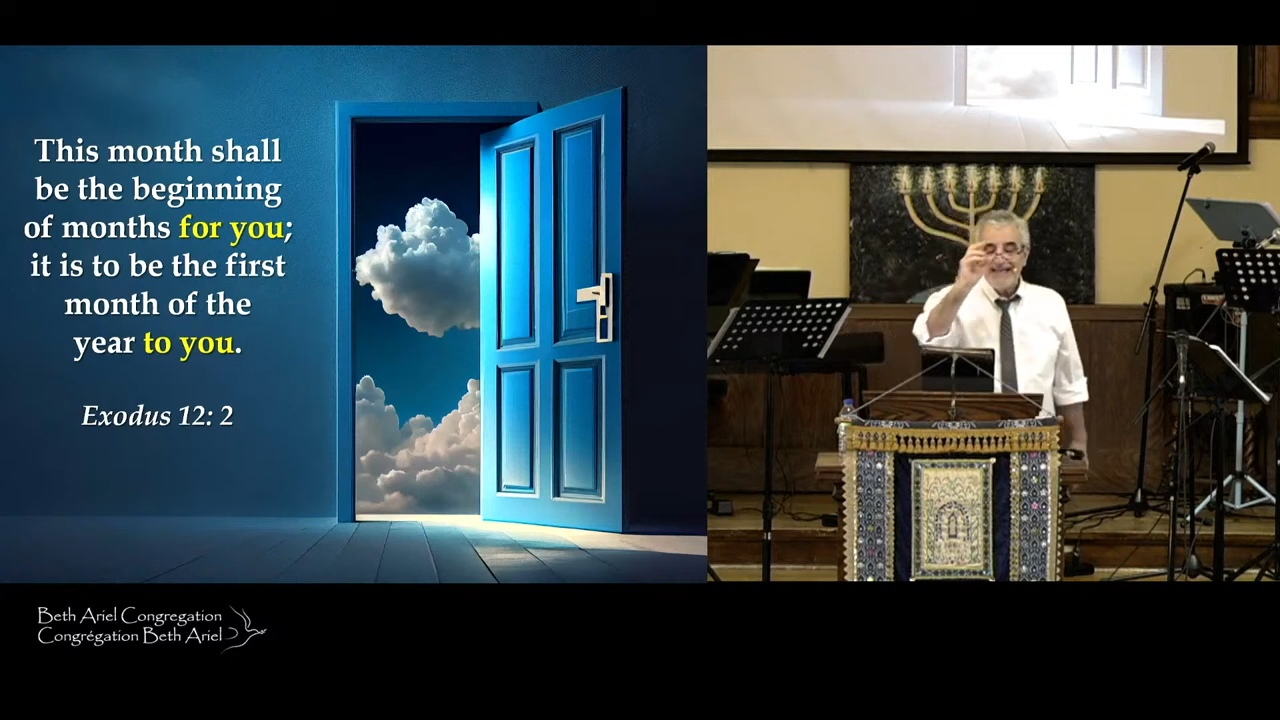 This month shall
be the beginning
of months for you;
it is to be the first
month of the
year to you.
Exodus 12: 2
Beth Ariel Congregation
Congrégation Beth Ariel